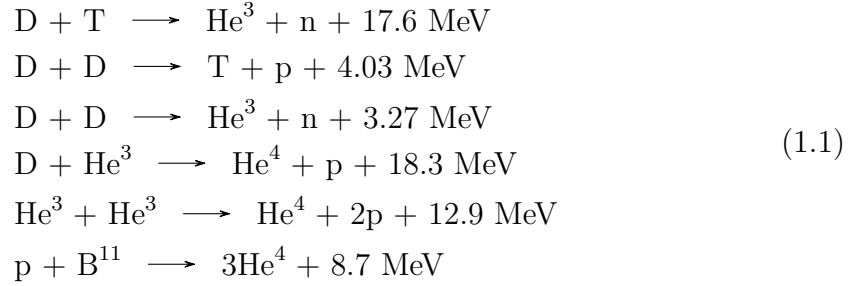 D + T ⟶ He³ + n + 17.6 MeV
D + D ⟶ T + p + 4.03 MeV
D + D ⟶ He³ + n + 3.27 MeV
D + He³ ⟶ He⁴ + p + 18.3 MeV
He³ + He³ ⟶ He⁴ + 2p + 12.9 MeV
p + B¹¹ ⟶ 3He⁴ + 8.7 MeV
(1.1)